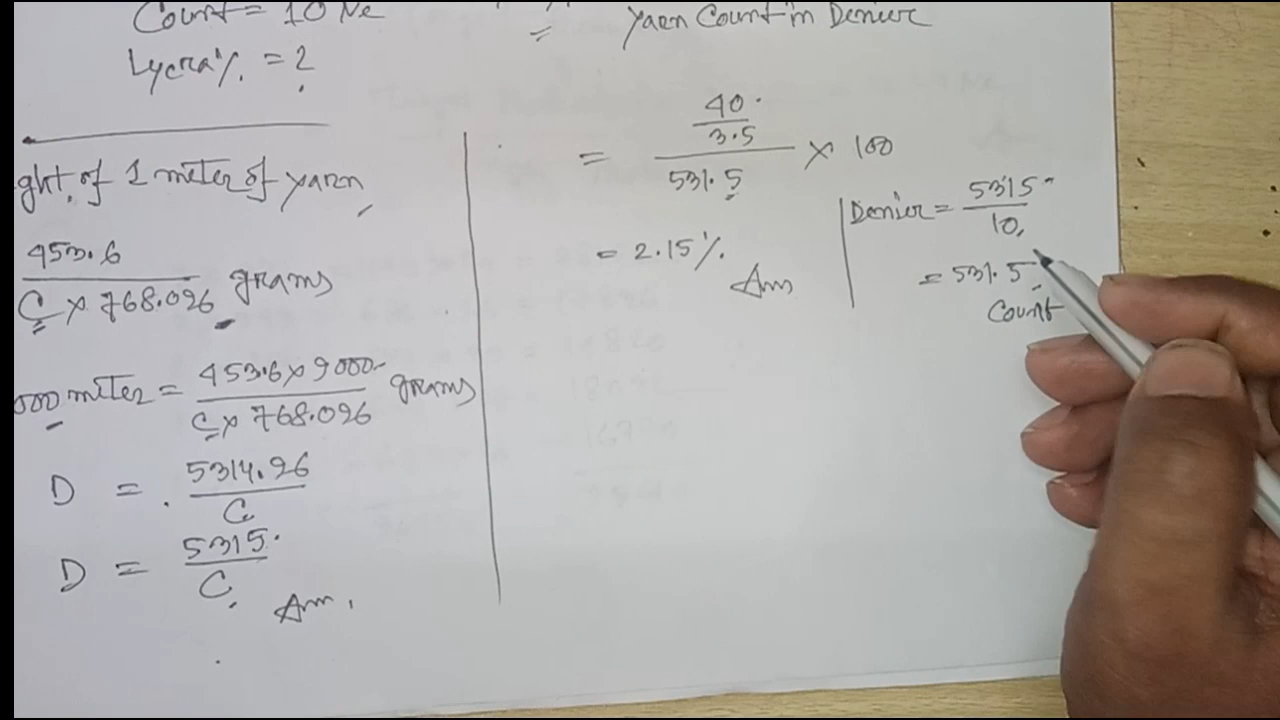 Count = 10 Ne
Lycra% = 2
ght. of 1 meter of yarn
453.6
C × 768.096 grams
000 meter = 453.6 × 9000 grams
C × 768.096
D = 5314.96
C
D = 5315
C
Ans.
= Yarn Count in Denier
40
3.5
= × 100
531.5
= 2.15%
Ans
Denier = 5315
10
= 531.5
Count